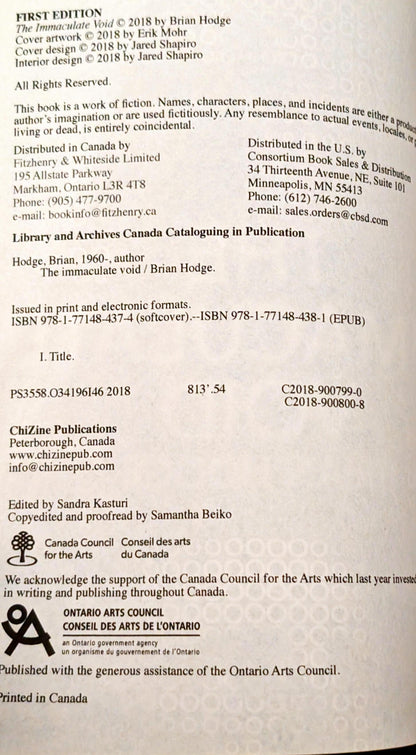 FIRST EDITION
The Immaculate Void © 2018 by Brian Hodge
Cover artwork © 2018 by Erik Mohr
Cover design © 2018 by Jared Shapiro
Interior design © 2018 by Jared Shapiro
All Rights Reserved.
This book is a work of fiction. Names, characters, places, and incidents are either a product
author's imagination or are used fictitiously. Any resemblance to actual events, locales, or
living or dead, is entirely coincidental.
Distributed in Canada by
Fitzhenry & Whiteside Limited
195 Allstate Parkway
Markham, Ontario L3R 4T8
Phone: (905) 477-9700
e-mail: bookinfo@fitzhenry.ca
Distributed in the U.S. by
Consortium Book Sales & Distribution
34 Thirteenth Avenue, NE, Suite 101
Minneapolis, MN 55413
Phone: (612) 746-2600
e-mail: sales.orders@cbsd.com
Library and Archives Canada Cataloguing in Publication
Hodge, Brian, 1960-, author
The immaculate void / Brian Hodge.
Issued in print and electronic formats.
ISBN 978-1-77148-437-4 (softcover).--ISBN 978-1-77148-438-1 (EPUB)
I. Title.
PS3558.O34196I46 2018 813'.54 C2018-900799-0
C2018-900800-8
ChiZine Publications
Peterborough, Canada
www.chizinepub.com
info@chizinepub.com
Edited by Sandra Kasturi
Copyedited and proofread by Samantha Beiko
Canada Council Conseil des arts
for the Arts du Canada
We acknowledge the support of the Canada Council for the Arts which last year invested
in writing and publishing throughout Canada.
ONTARIO ARTS COUNCIL
CONSEIL DES ARTS DE L'ONTARIO
an Ontario government agency
un organisme du gouvernement de l'Ontario
Published with the generous assistance of the Ontario Arts Council.
Printed in Canada